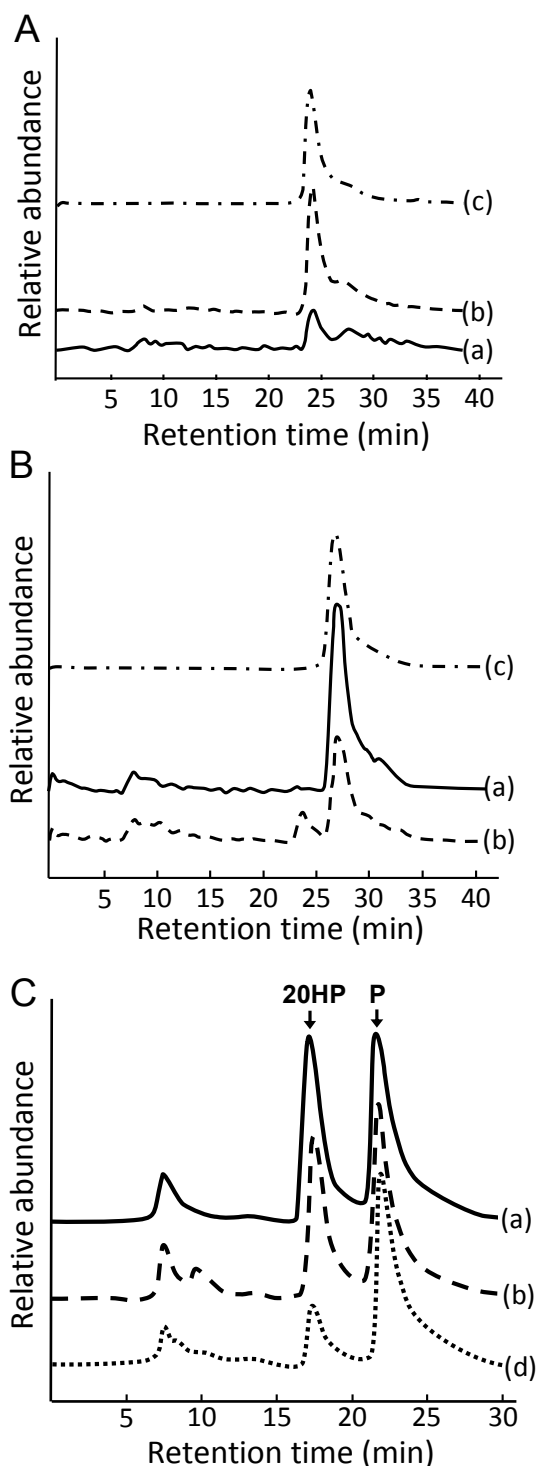 A
Relative abundance
(c)
(b)
(a)
5 10 15 20 25 30 35 40
Retention time (min)
B
Relative abundance
(c)
(a)
(b)
5 10 15 20 25 30 35 40
Retention time (min)
C
20HP P
Relative abundance
(a)
(b)
(d)
5 10 15 20 25 30
Retention time (min)